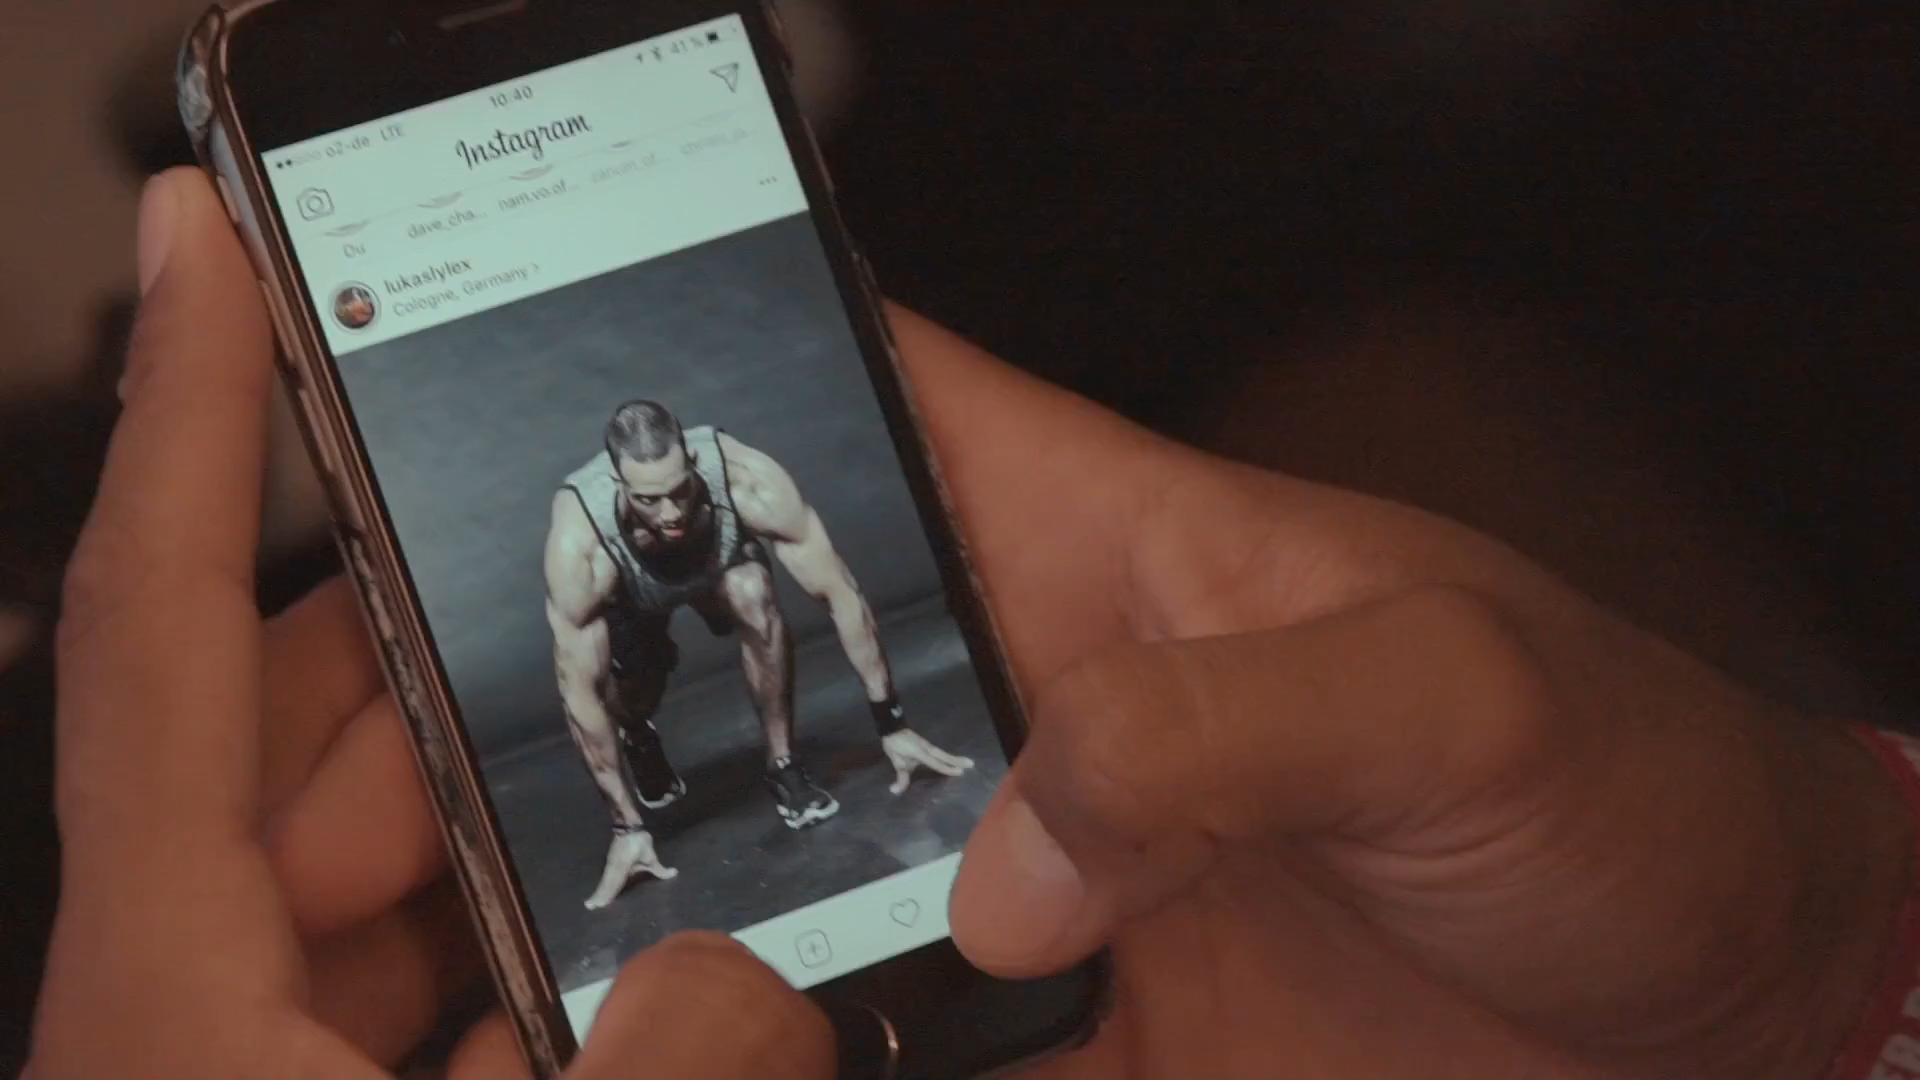 o2-de LTE
10:40
41 %
Instagram
Du
dave_cha...
nam.vo.of...
lukaslylex
Cologne, Germany >